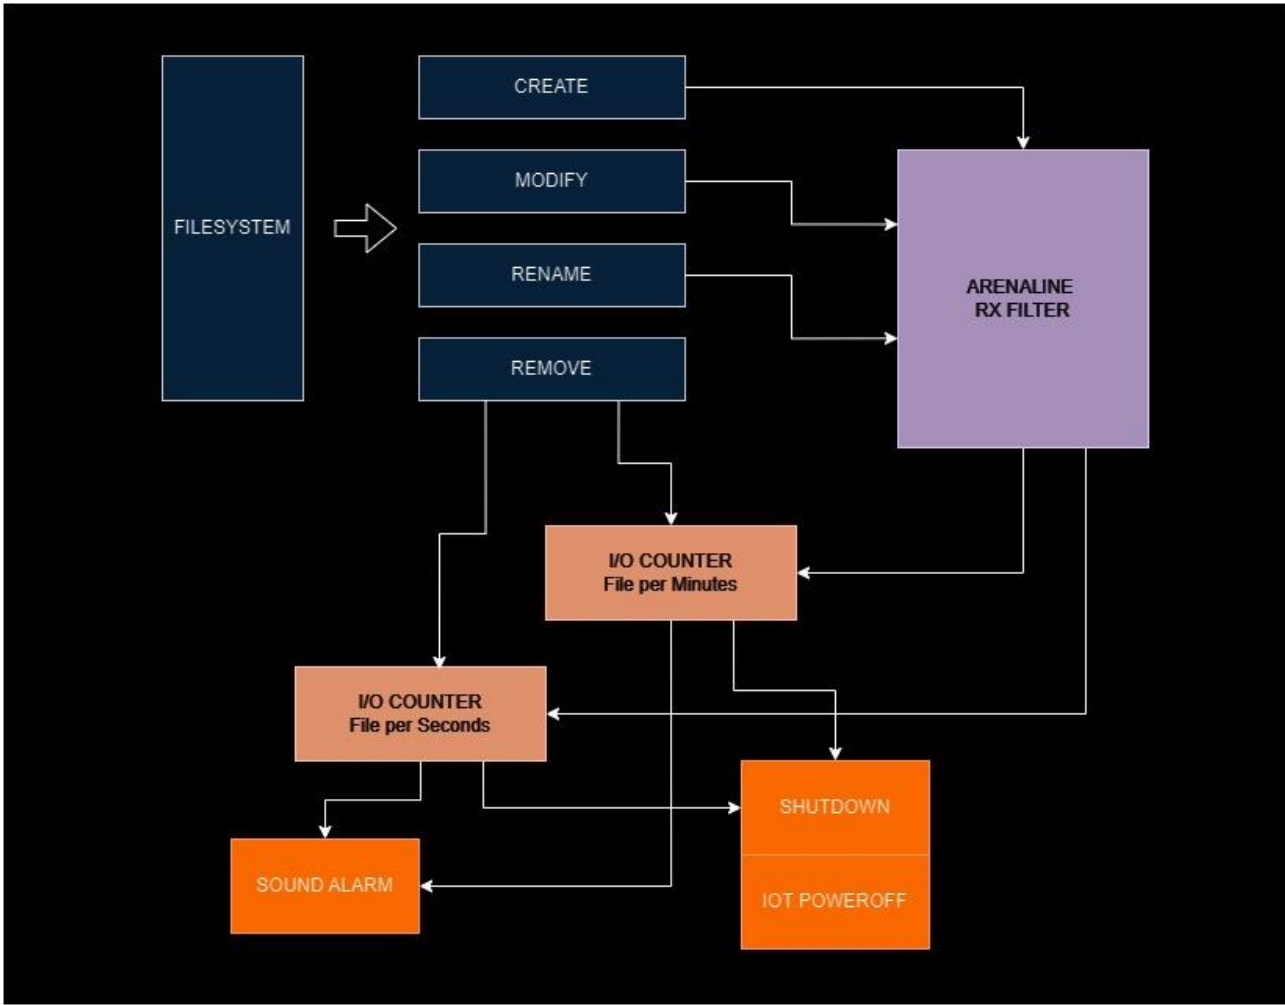 FILESYSTEM
CREATE
MODIFY
RENAME
REMOVE
ARENALINE
RX FILTER
I/O COUNTER
File per Minutes
I/O COUNTER
File per Seconds
SHUTDOWN
SOUND ALARM
IOT POWEROFF